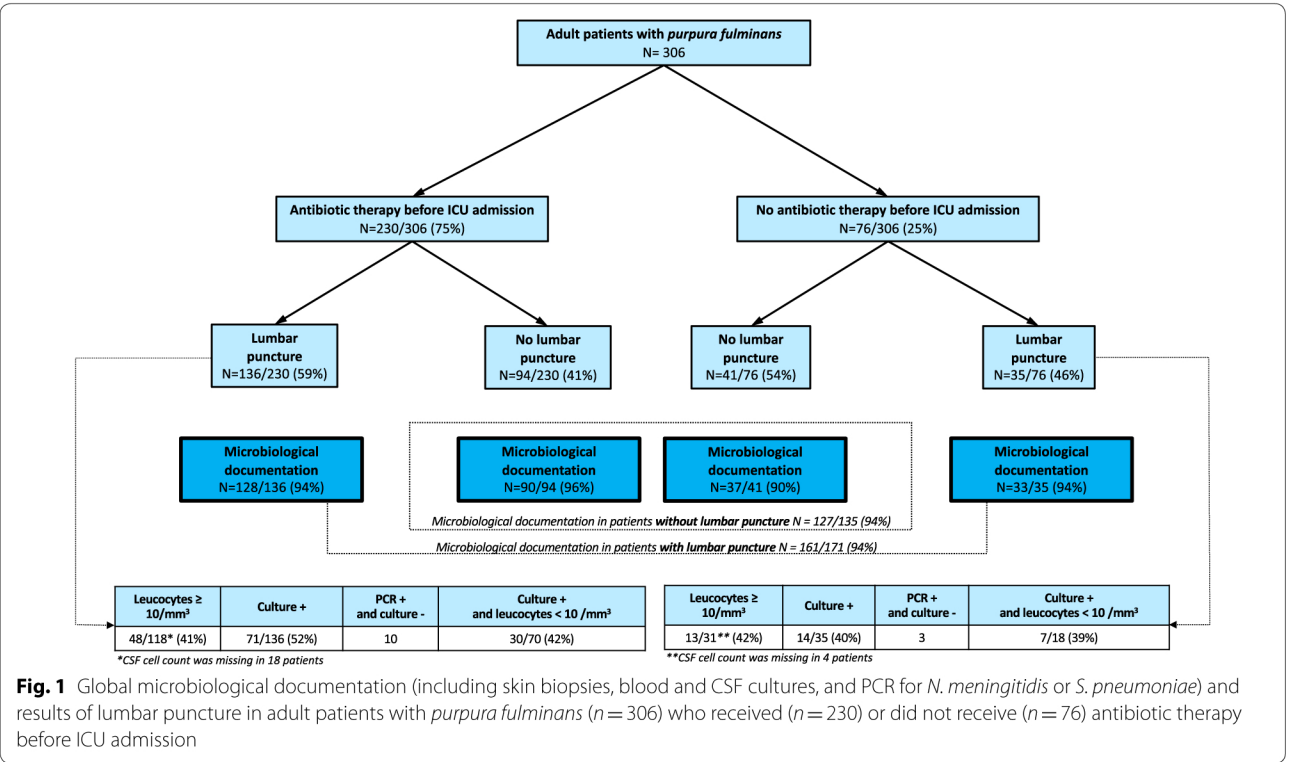 Adult patients with purpura fulminans
N= 306
Antibiotic therapy before ICU admission
N=230/306 (75%)
No antibiotic therapy before ICU admission
N=76/306 (25%)
Lumbar
puncture
N=136/230 (59%)
No lumbar
puncture
N=94/230 (41%)
No lumbar
puncture
N=41/76 (54%)
Lumbar
puncture
N=35/76 (46%)
Microbiological
documentation
N=128/136 (94%)
Microbiological
documentation
N=90/94 (96%)
Microbiological
documentation
N=37/41 (90%)
Microbiological
documentation
N=33/35 (94%)
Microbiological documentation in patients without lumbar puncture N = 127/135 (94%)
Microbiological documentation in patients with lumbar puncture N = 161/171 (94%)
Leucocytes ≥
10/mm³
Culture +
PCR +
and culture -
Culture +
and leucocytes < 10 /mm³
48/118* (41%)
71/136 (52%)
10
30/70 (42%)
*CSF cell count was missing in 18 patients
Leucocytes ≥
10/mm³
Culture +
PCR +
and culture -
Culture +
and leucocytes < 10 /mm³
13/31** (42%)
14/35 (40%)
3
7/18 (39%)
**CSF cell count was missing in 4 patients
Fig. 1 Global microbiological documentation (including skin biopsies, blood and CSF cultures, and PCR for N. meningitidis or S. pneumoniae) and
results of lumbar puncture in adult patients with purpura fulminans (n = 306) who received (n = 230) or did not receive (n = 76) antibiotic therapy
before ICU admission